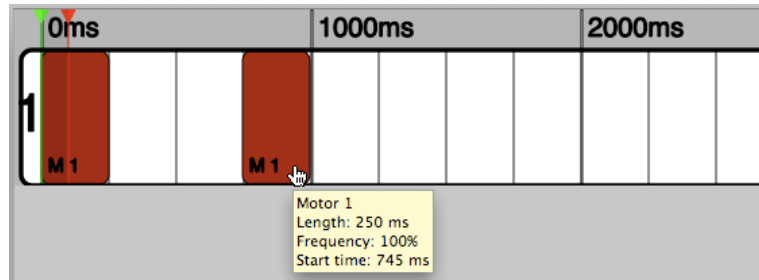 0ms 1000ms 2000ms
1
M 1 M 1
Motor 1
Length: 250 ms
Frequency: 100%
Start time: 745 ms